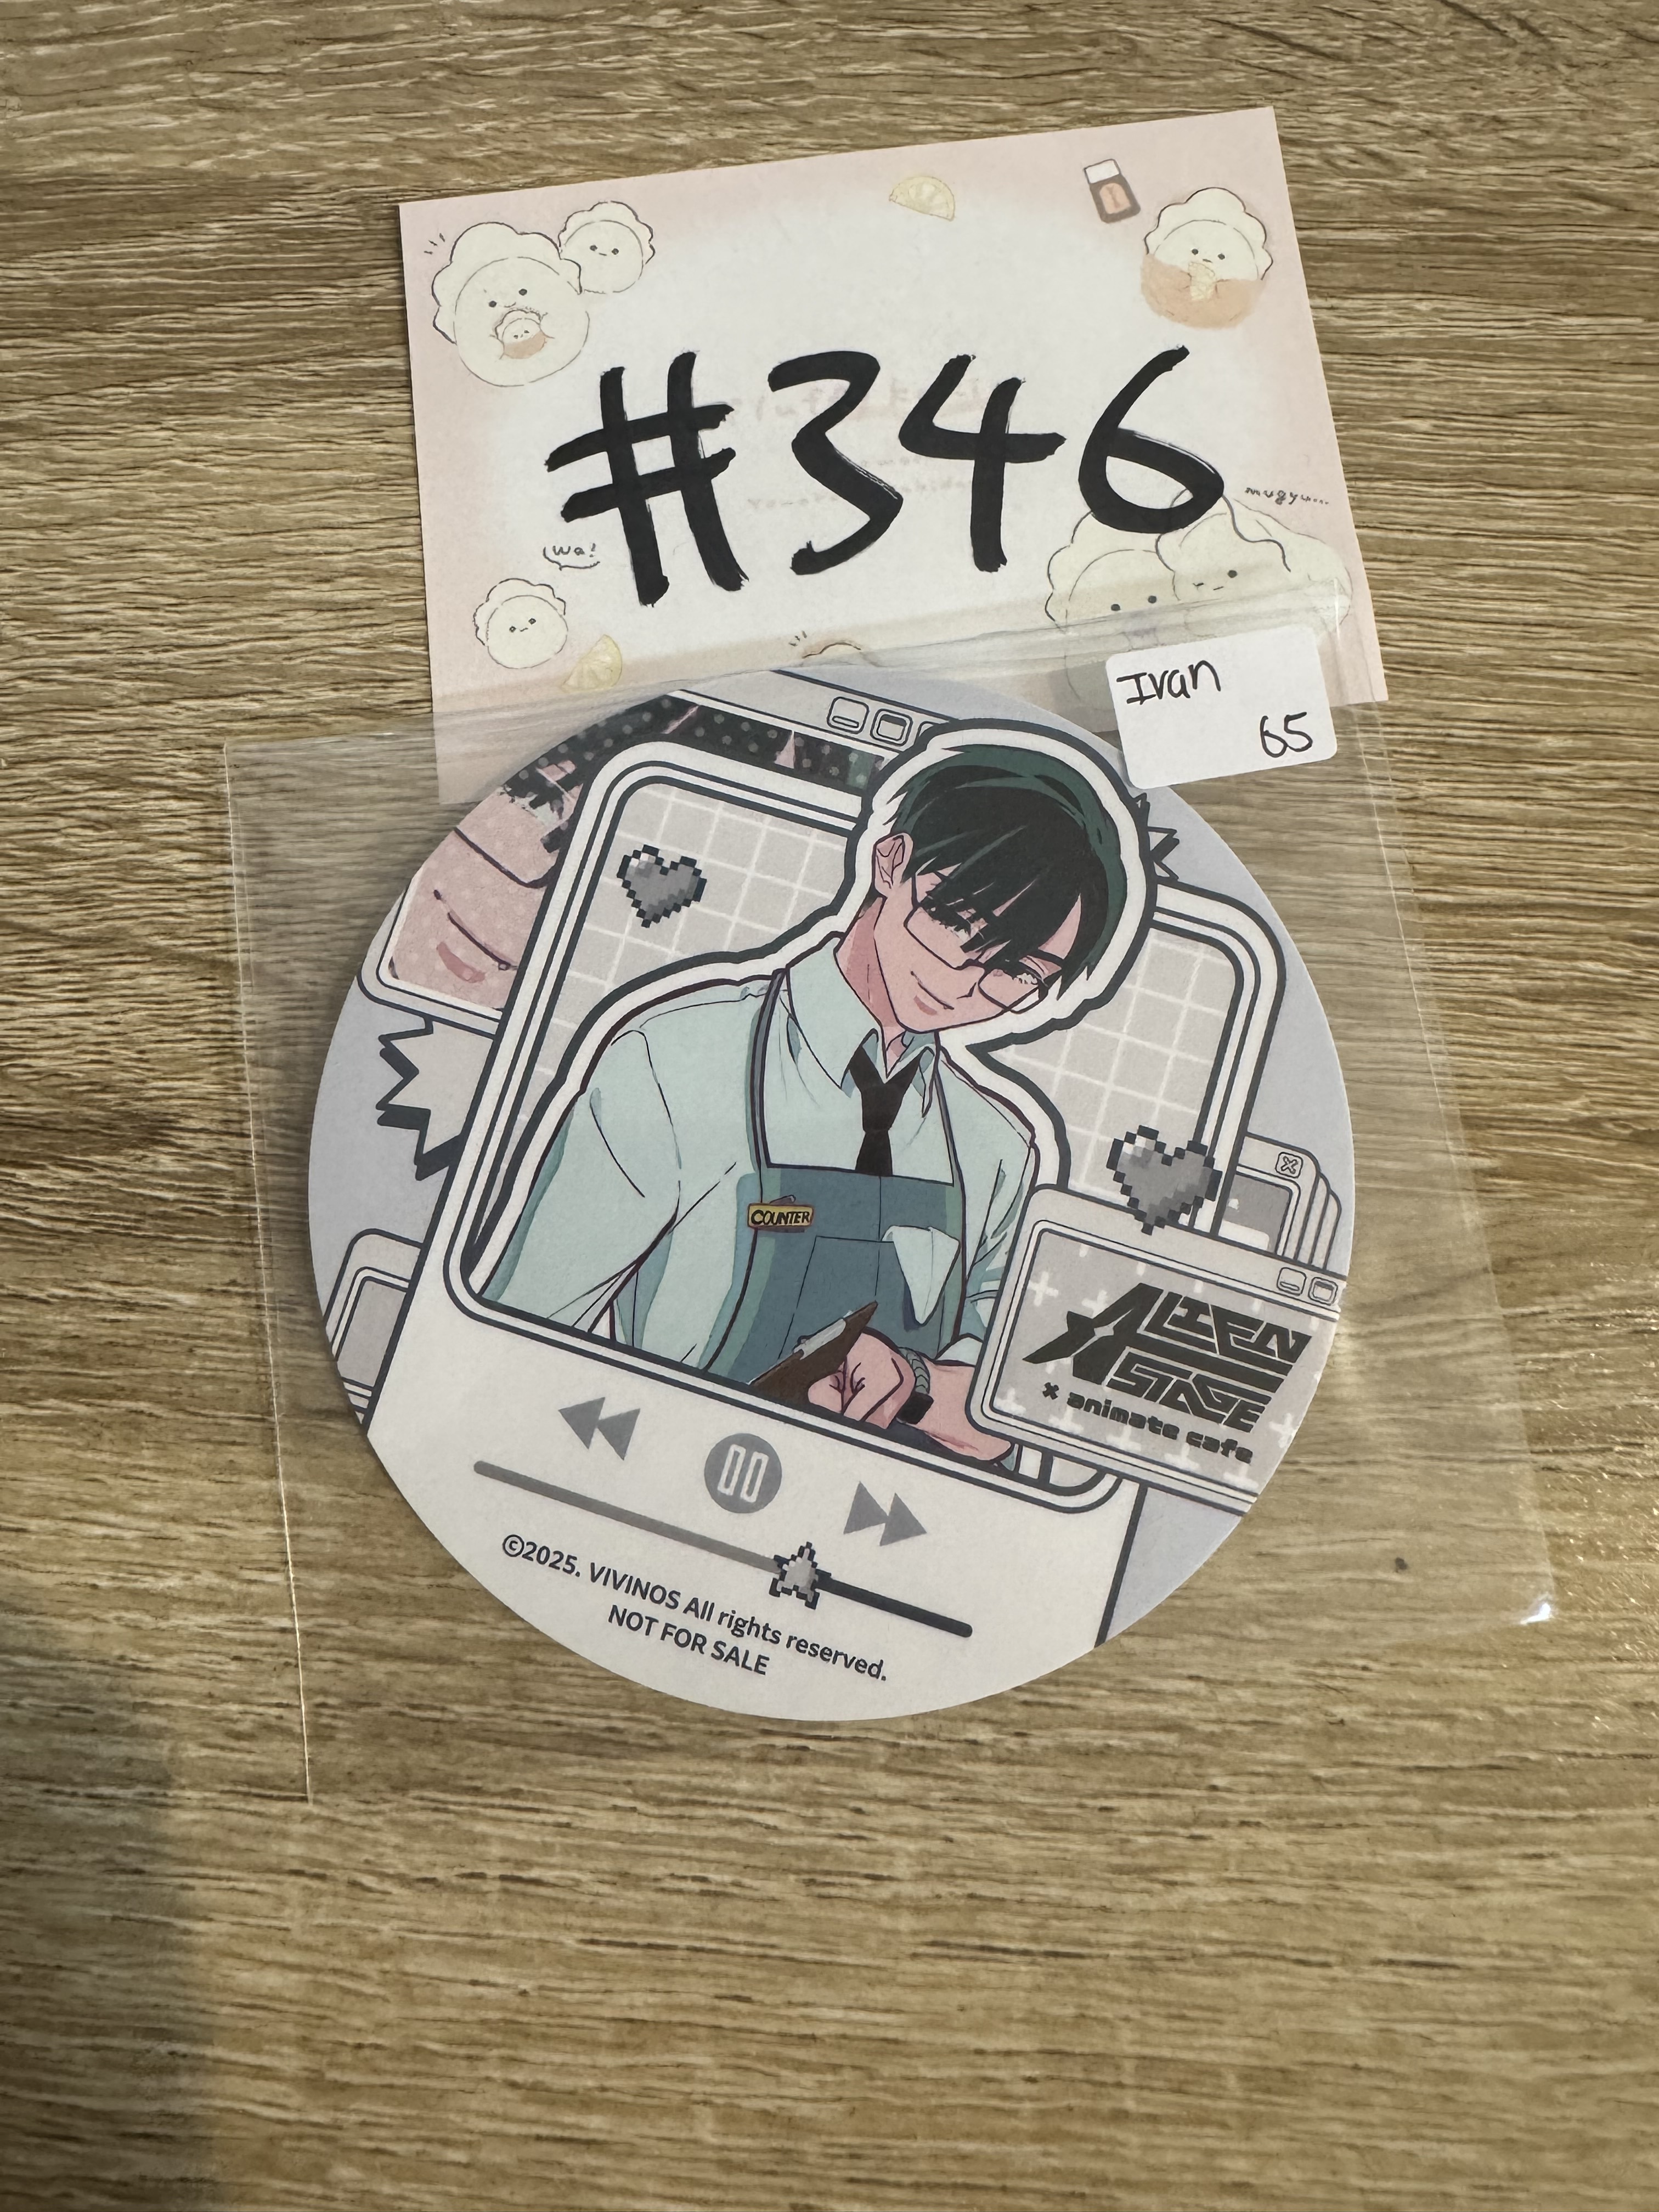 #346
mugyu...
wa!
Ivan
65
COUNTER
ALIEN
STAGE
× animate cafe
©2025. VIVINOS All rights reserved.
NOT FOR SALE